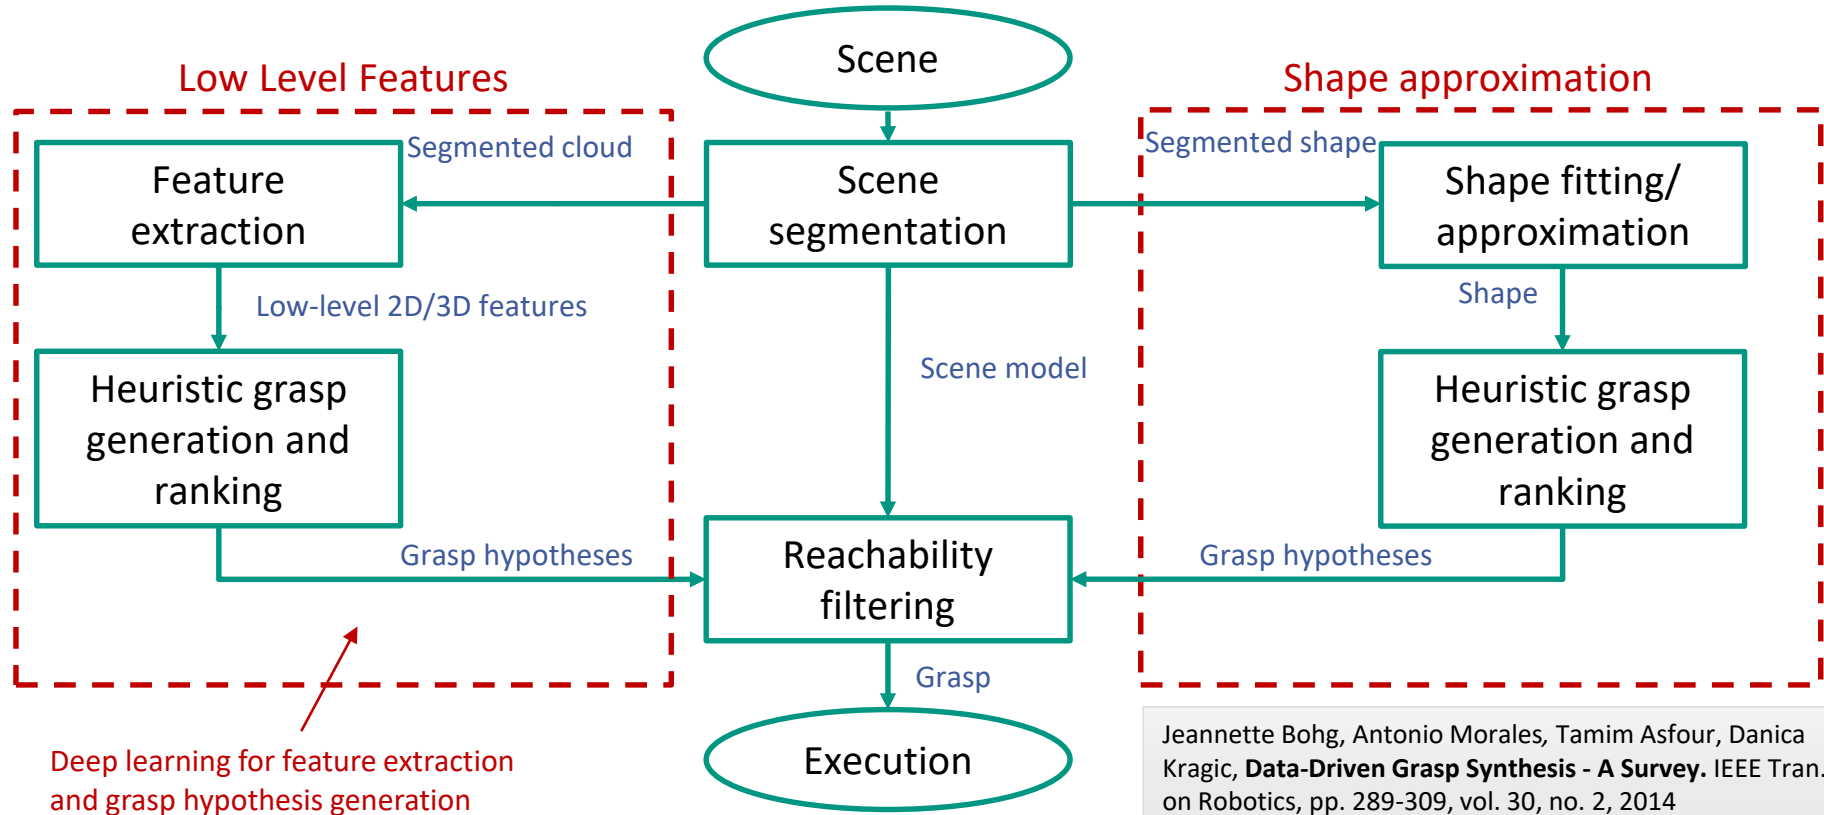 Scene
Low Level Features
Shape approximation
Segmented cloud
Segmented shape
Feature
extraction
Scene
segmentation
Shape fitting/
approximation
Low-level 2D/3D features
Shape
Scene model
Heuristic grasp
generation and
ranking
Heuristic grasp
generation and
ranking
Grasp hypotheses
Reachability
filtering
Grasp hypotheses
Grasp
Execution
Deep learning for feature extraction
and grasp hypothesis generation
Jeannette Bohg, Antonio Morales, Tamim Asfour, Danica
Kragic, Data-Driven Grasp Synthesis - A Survey. IEEE Tran.
on Robotics, pp. 289-309, vol. 30, no. 2, 2014